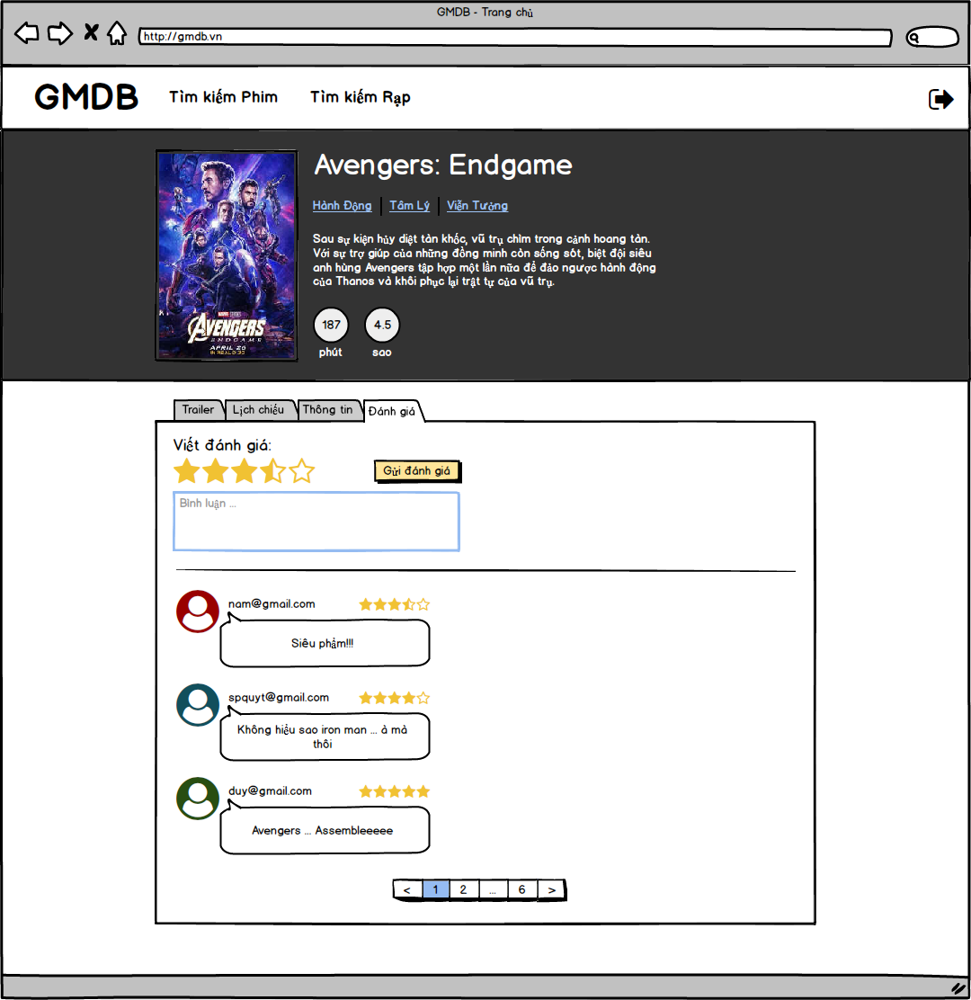 GMDB - Trang chủ
http://gmdb.vn
GMDB Tìm kiếm Phim Tìm kiếm Rạp
Avengers: Endgame
Hành Động Tâm Lý Viễn Tưởng
Sau sự kiện hủy diệt tàn khốc, vũ trụ chìm trong cảnh hoang tàn.
Với sự trợ giúp của những đồng minh còn sống sót, biệt đội siêu
anh hùng Avengers tập hợp một lần nữa để đảo ngược hành động
của Thanos và khôi phục lại trật tự của vũ trụ.
MARVEL STUDIOS
AVENGERS
ENDGAME
APRIL 26
187 4.5
phút sao
Trailer Lịch chiếu Thông tin Đánh giá
Viết đánh giá:
Gửi đánh giá
Bình luận ...
nam@gmail.com
Siêu phẩm!!!
spquyt@gmail.com
Không hiểu sao iron man ... à mà
thôi
duy@gmail.com
Avengers ... Assembleeeee
< 1 2 ... 6 >